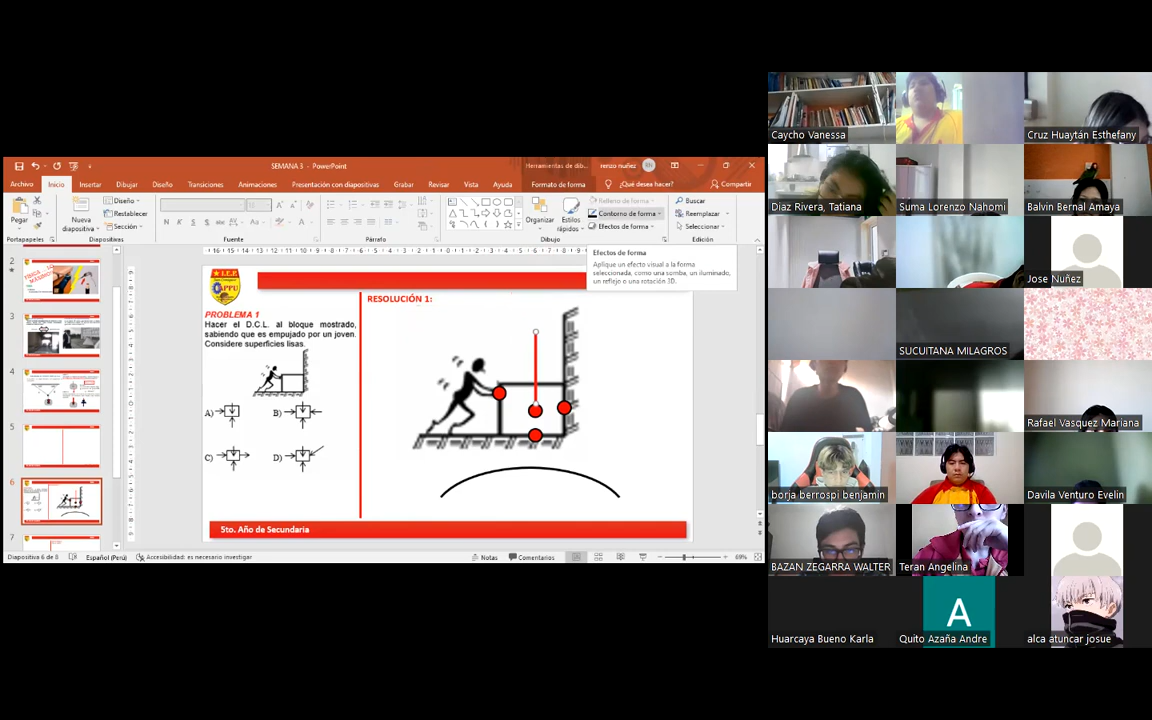 SEMANA 3 - PowerPoint
Herramientas de dib...
renzo nuñez
RN
Archivo
Inicio
Insertar
Dibujar
Diseño
Transiciones
Animaciones
Presentación con diapositivas
Grabar
Revisar
Vista
Ayuda
Formato de forma
¿Qué desea hacer?
Compartir
Pegar
Nueva
diapositiva
Diseño
Restablecer
Sección
N K S
Organizar
Estilos
rápidos
Relleno de forma
Contorno de forma
Efectos de forma
Buscar
Reemplazar
Seleccionar
Portapapeles
Diapositivas
Fuente
Párrafo
Dibujo
Edición
Efectos de forma
Aplique un efecto visual a la forma
seleccionada, como una sombra, un iluminado,
un reflejo o una rotación 3D.
2
3
4
5
6
7
I.E.P.
APPU
RESOLUCIÓN 1:
PROBLEMA 1
Hacer el D.C.L. al bloque mostrado,
sabiendo que es empujado por un joven.
Considere superficies lisas.
A)
B)
C)
D)
5to. Año de Secundaria
Diapositiva 6 de 8
Español (Perú)
Accesibilidad: es necesario investigar
Notas
Comentarios
69%
Caycho Vanessa
Cruz Huaytán Esthefany
Diaz Rivera, Tatiana
Suma Lorenzo Nahomi
Balvin Bernal Amaya
Jose Nuñez
SUCUITANA MILAGROS
Rafael Vasquez Mariana
borja berrospi benjamin
Davila Venturo Evelin
BAZAN ZEGARRA WALTER
Teran Angelina
Huarcaya Bueno Karla
A
Quito Azaña Andre
alca atuncar josue